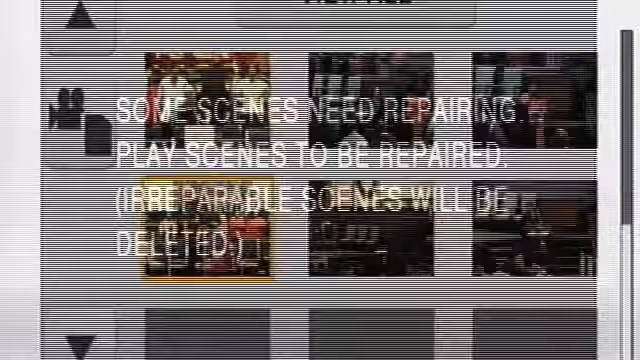 SOME SCENES NEED REPAIRING.
PLAY SCENES TO BE REPAIRED.
(IRREPARABLE SCENES WILL BE
DELETED.)